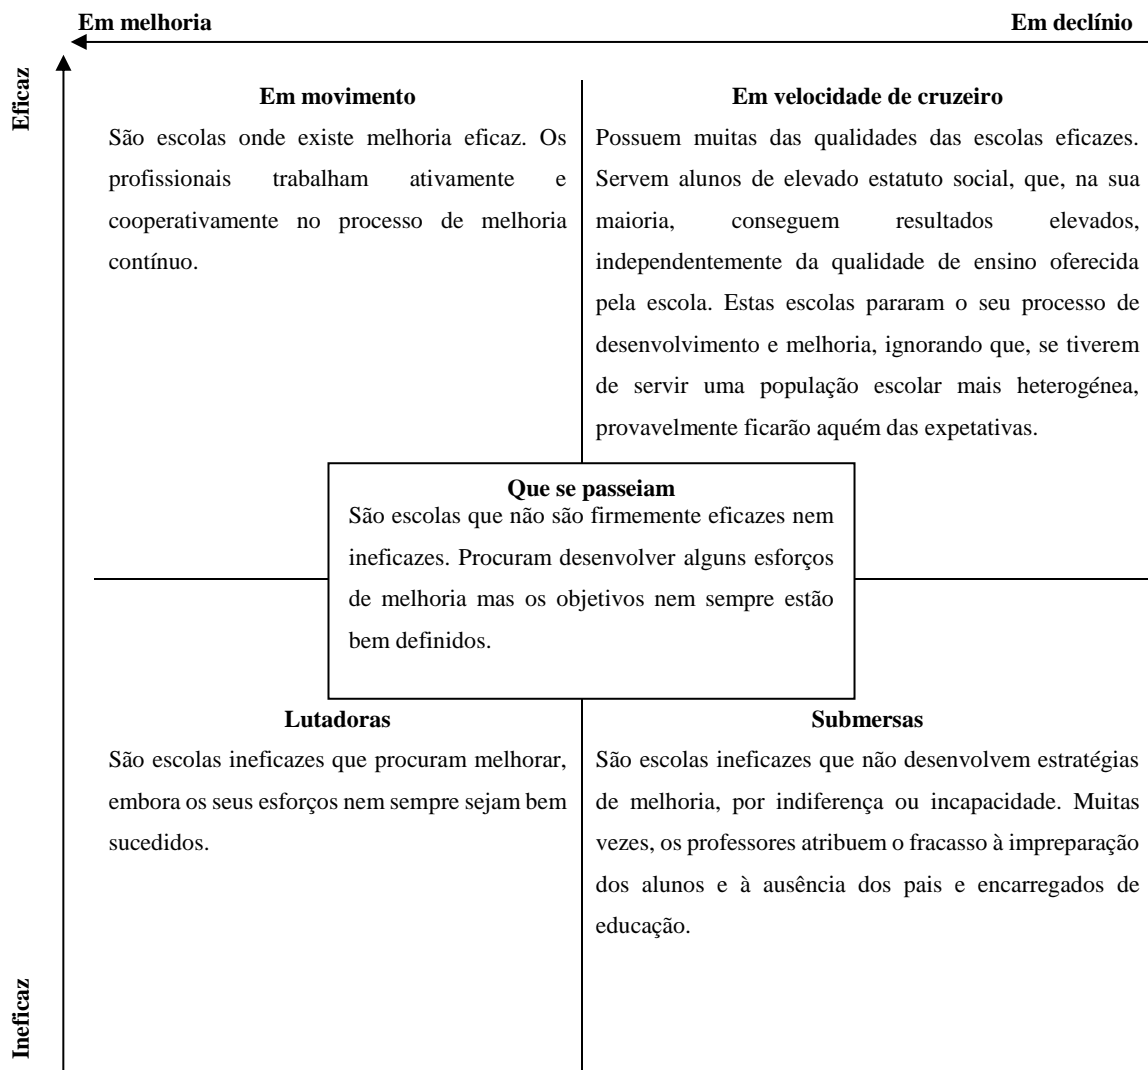 Em melhoria
Em declínio
Eficaz
Em movimento
São escolas onde existe melhoria eficaz. Os
profissionais trabalham ativamente e
cooperativamente no processo de melhoria
contínuo.
Em velocidade de cruzeiro
Possuem muitas das qualidades das escolas eficazes.
Servem alunos de elevado estatuto social, que, na sua
maioria, conseguem resultados elevados,
independentemente da qualidade de ensino oferecida
pela escola. Estas escolas pararam o seu processo de
desenvolvimento e melhoria, ignorando que, se tiverem
de servir uma população escolar mais heterogénea,
provavelmente ficarão aquém das expetativas.
Que se passeiam
São escolas que não são firmemente eficazes nem
ineficazes. Procuram desenvolver alguns esforços
de melhoria mas os objetivos nem sempre estão
bem definidos.
Lutadoras
São escolas ineficazes que procuram melhorar,
embora os seus esforços nem sempre sejam bem
sucedidos.
Submersas
São escolas ineficazes que não desenvolvem estratégias
de melhoria, por indiferença ou incapacidade. Muitas
vezes, os professores atribuem o fracasso à impreparação
dos alunos e à ausência dos pais e encarregados de
educação.
Ineficaz